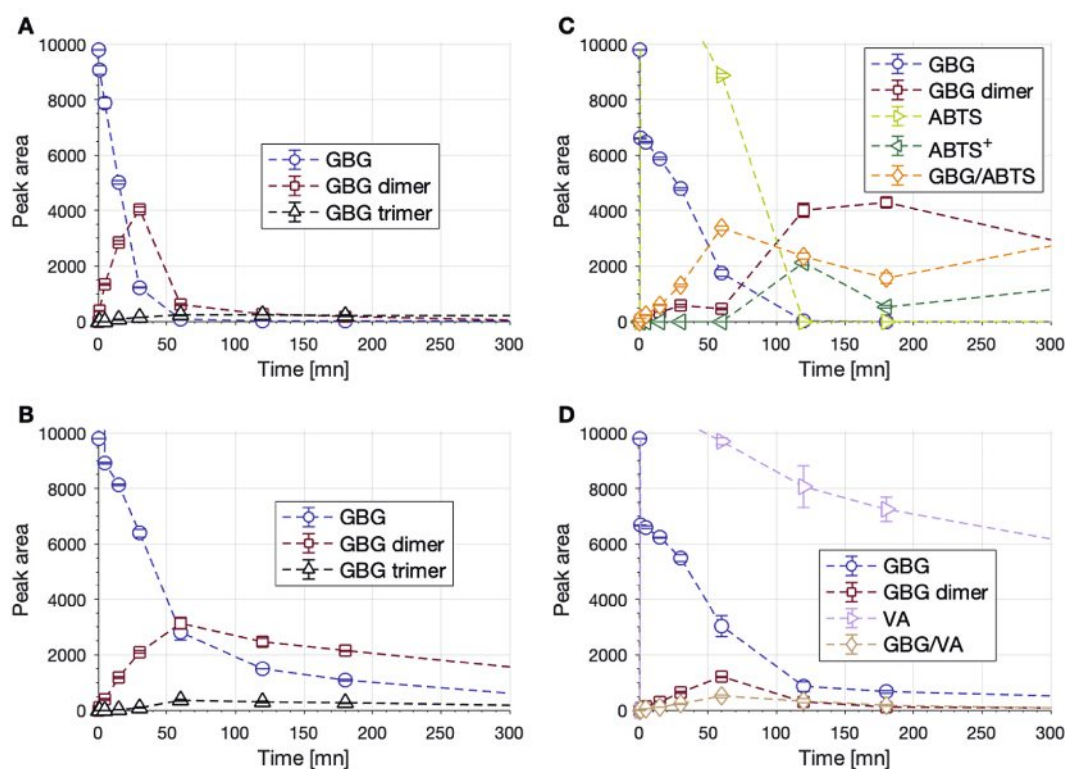 A
10000
8000
6000
4000
2000
0
Peak area
0 50 100 150 200 250 300
Time [mn]
GBG
GBG dimer
GBG trimer
C
10000
8000
6000
4000
2000
0
Peak area
0 50 100 150 200 250 300
Time [mn]
GBG
GBG dimer
ABTS
ABTS+
GBG/ABTS
B
10000
8000
6000
4000
2000
0
Peak area
0 50 100 150 200 250 300
Time [mn]
GBG
GBG dimer
GBG trimer
D
10000
8000
6000
4000
2000
0
Peak area
0 50 100 150 200 250 300
Time [mn]
GBG
GBG dimer
VA
GBG/VA